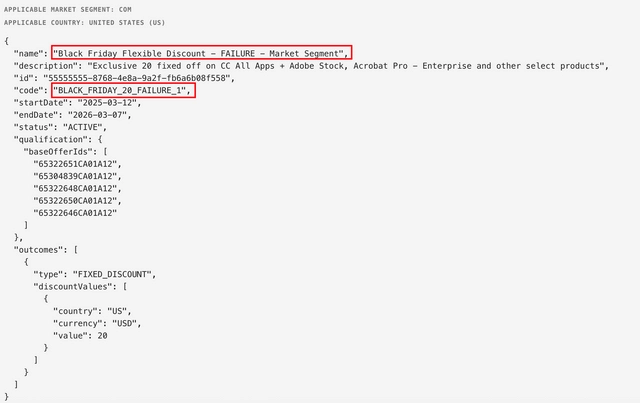 APPLICABLE MARKET SEGMENT: COM
APPLICABLE COUNTRY: UNITED STATES (US)
{
"name": "Black Friday Flexible Discount – FAILURE – Market Segment",
"description": "Exclusive 20 fixed off on CC All Apps + Adobe Stock, Acrobat Pro - Enterprise and other select products",
"id": "55555555-8768-4e8a-9a2f-fb6a6b08f558",
"code": "BLACK_FRIDAY_20_FAILURE_1",
"startDate": "2025-03-12",
"endDate": "2026-03-07",
"status": "ACTIVE",
"qualification": {
"baseOfferIds": [
"65322651CA01A12",
"65304839CA01A12",
"65322648CA01A12",
"65322650CA01A12",
"65322646CA01A12"
]
},
"outcomes": [
{
"type": "FIXED_DISCOUNT",
"discountValues": [
{
"country": "US",
"currency": "USD",
"value": 20
}
]
}
]
}